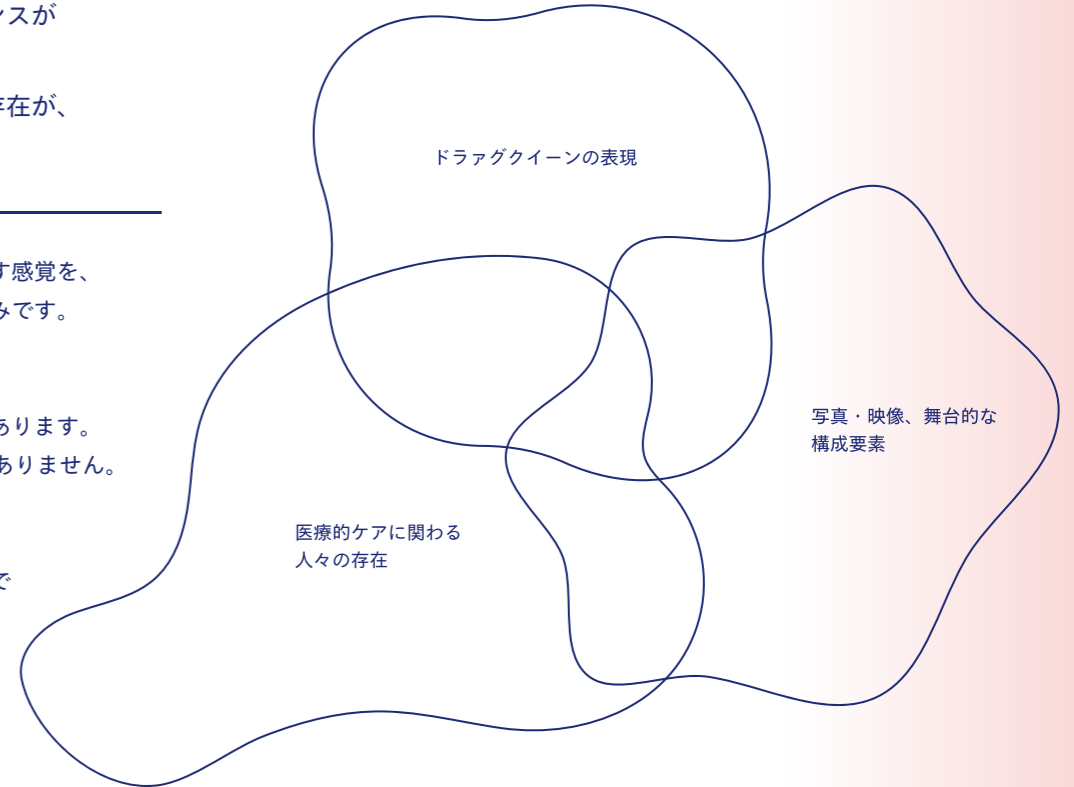 ンスが
存在が、
す感覚を、
みです。
あります。
ありません。
で
ドラァグクイーンの表現
写真・映像、舞台的な
構成要素
医療的ケアに関わる
人々の存在